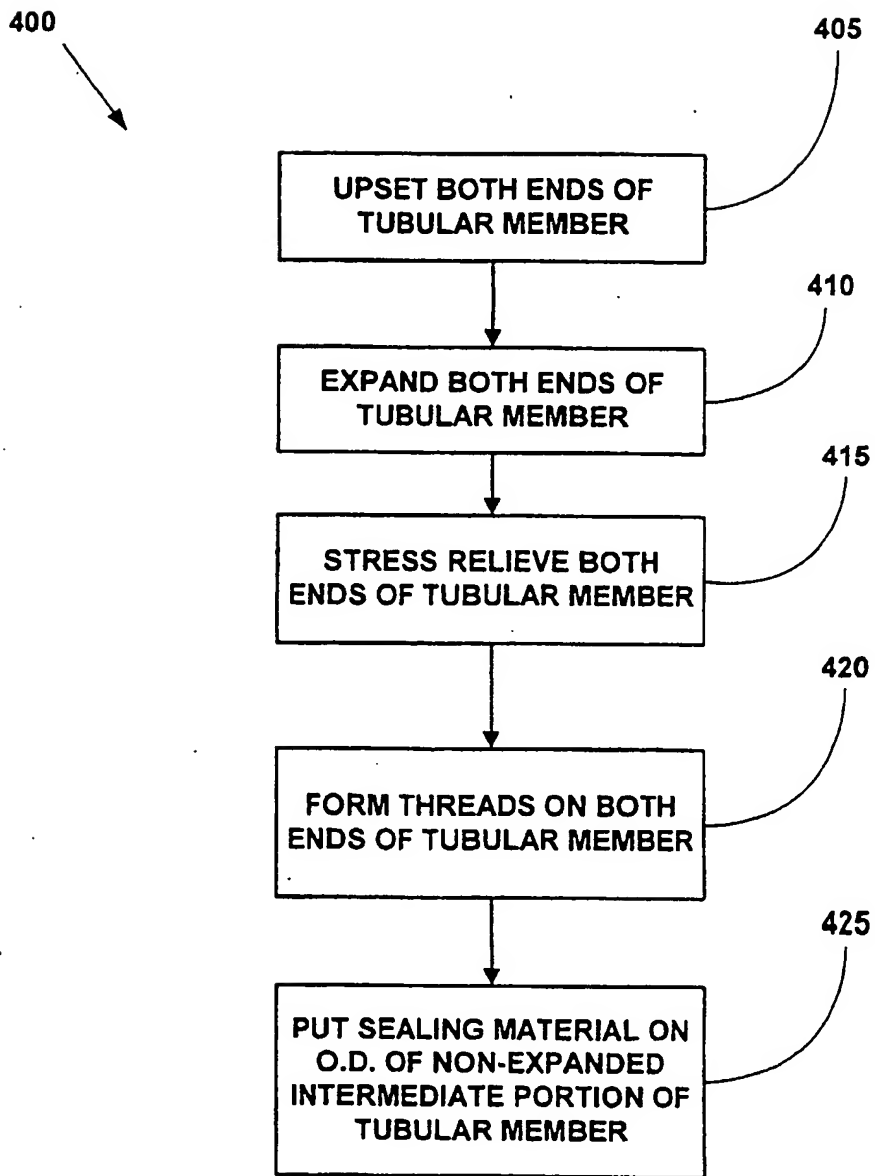 400
405
UPSET BOTH ENDS OF
TUBULAR MEMBER
410
EXPAND BOTH ENDS OF
TUBULAR MEMBER
415
STRESS RELIEVE BOTH
ENDS OF TUBULAR MEMBER
420
FORM THREADS ON BOTH
ENDS OF TUBULAR MEMBER
425
PUT SEALING MATERIAL ON
O.D. OF NON-EXPANDED
INTERMEDIATE PORTION OF
TUBULAR MEMBER